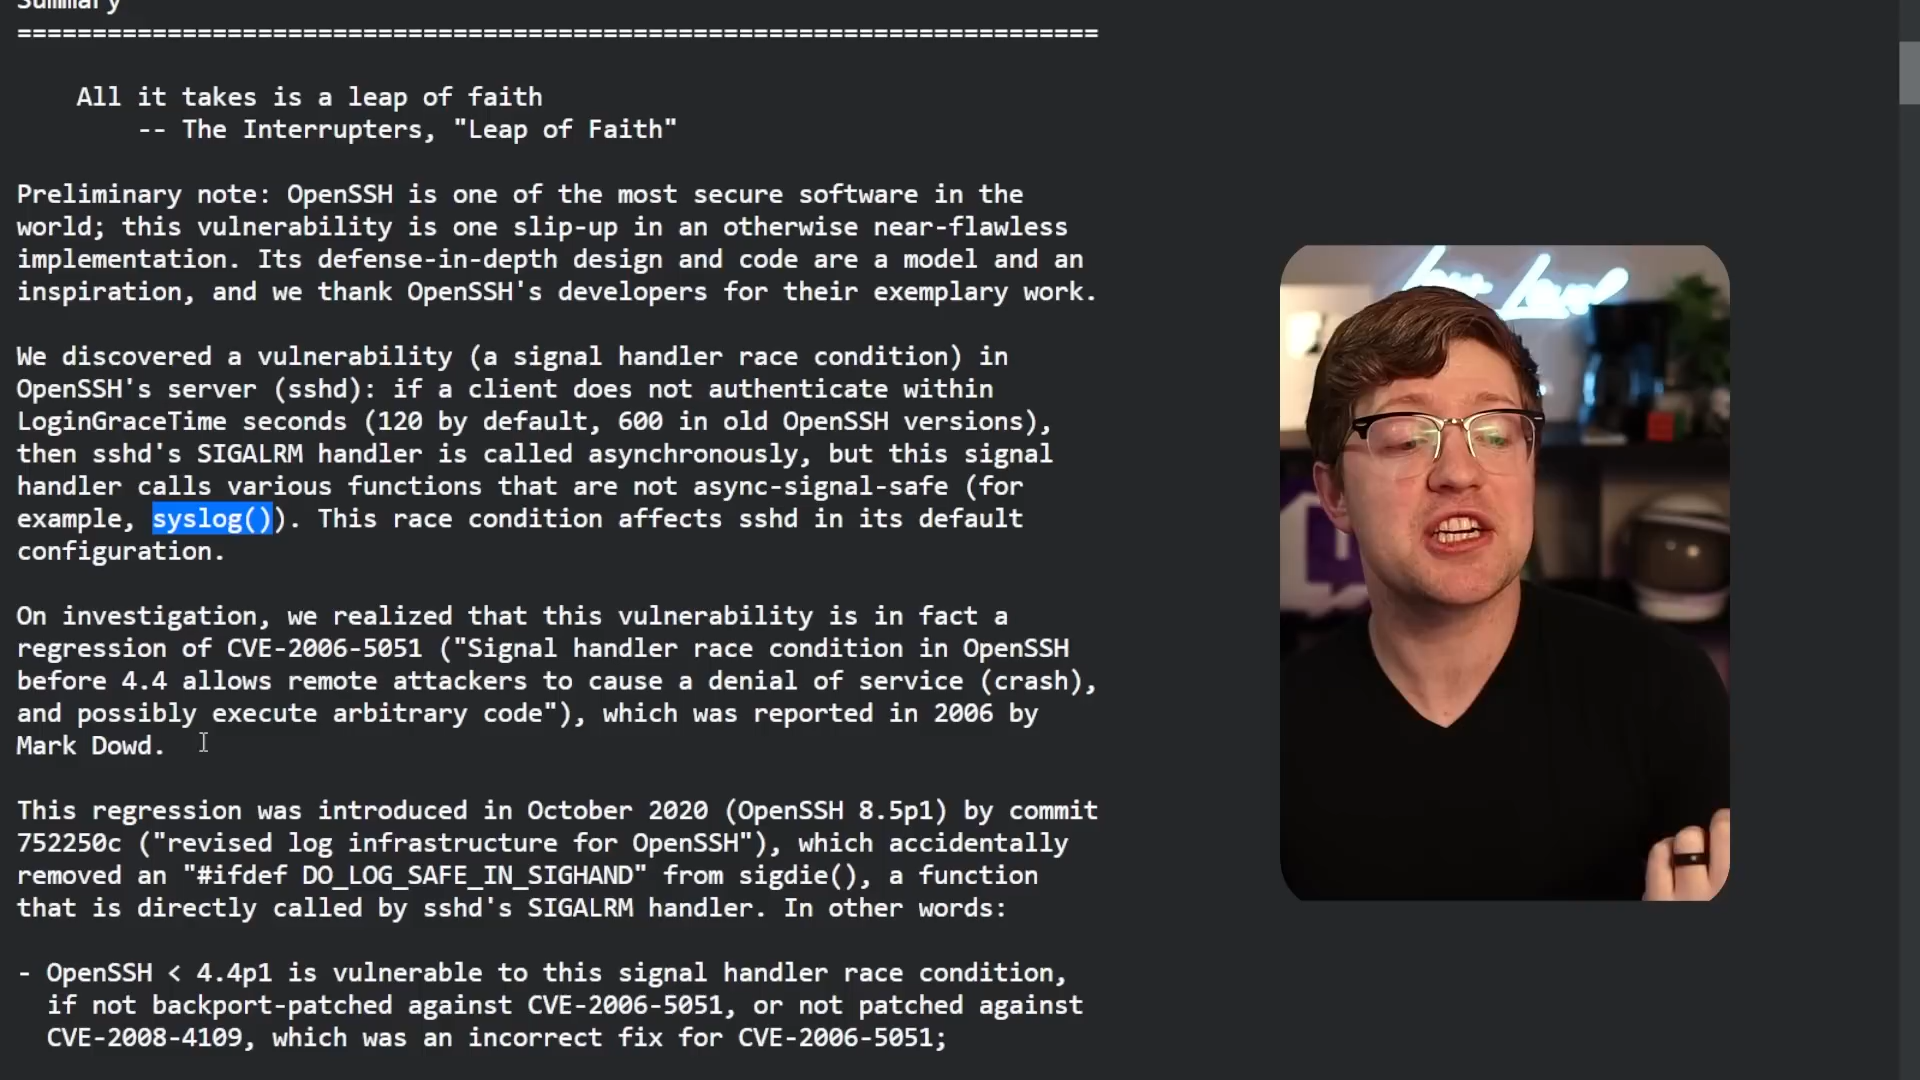 Summary
========================================================================
All it takes is a leap of faith
-- The Interrupters, "Leap of Faith"
Preliminary note: OpenSSH is one of the most secure software in the
world; this vulnerability is one slip-up in an otherwise near-flawless
implementation. Its defense-in-depth design and code are a model and an
inspiration, and we thank OpenSSH's developers for their exemplary work.
We discovered a vulnerability (a signal handler race condition) in
OpenSSH's server (sshd): if a client does not authenticate within
LoginGraceTime seconds (120 by default, 600 in old OpenSSH versions),
then sshd's SIGALRM handler is called asynchronously, but this signal
handler calls various functions that are not async-signal-safe (for
example, syslog()). This race condition affects sshd in its default
configuration.
On investigation, we realized that this vulnerability is in fact a
regression of CVE-2006-5051 ("Signal handler race condition in OpenSSH
before 4.4 allows remote attackers to cause a denial of service (crash),
and possibly execute arbitrary code"), which was reported in 2006 by
Mark Dowd.
This regression was introduced in October 2020 (OpenSSH 8.5p1) by commit
752250c ("revised log infrastructure for OpenSSH"), which accidentally
removed an "#ifdef DO_LOG_SAFE_IN_SIGHAND" from sigdie(), a function
that is directly called by sshd's SIGALRM handler. In other words:
- OpenSSH < 4.4p1 is vulnerable to this signal handler race condition,
if not backport-patched against CVE-2006-5051, or not patched against
CVE-2008-4109, which was an incorrect fix for CVE-2006-5051;
Low Level